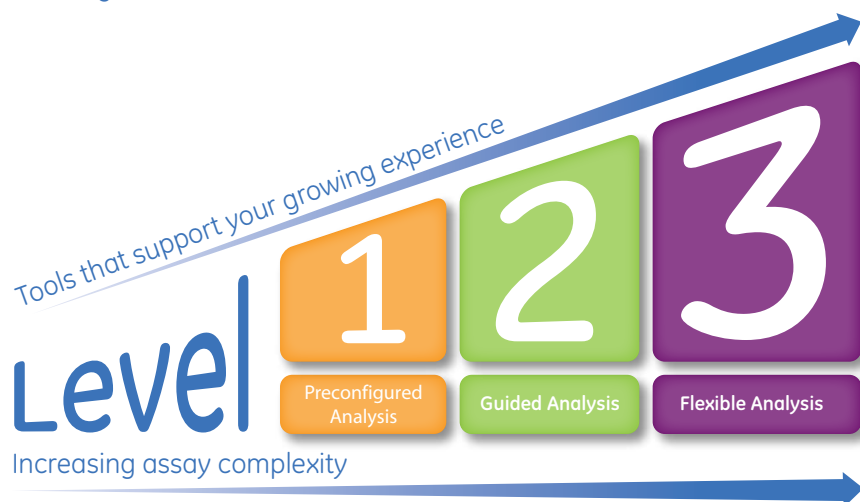 Tools that support your growing experience
Level
1
2
3
Preconfigured
Analysis
Guided Analysis
Flexible Analysis
Increasing assay complexity